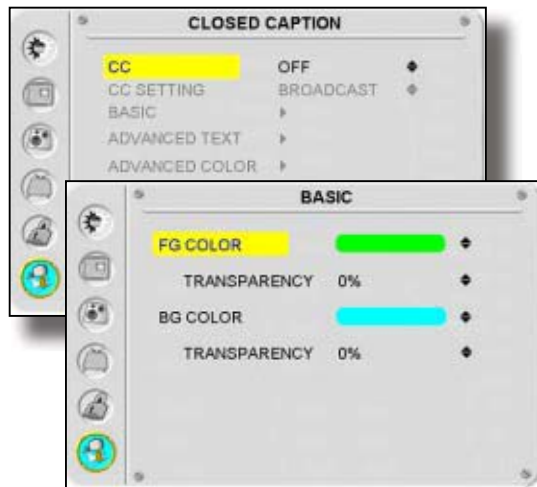 CLOSED CAPTION
CC OFF
CC SETTING BROADCAST
BASIC
ADVANCED TEXT
ADVANCED COLOR
BASIC
FG COLOR
TRANSPARENCY 0%
BG COLOR
TRANSPARENCY 0%